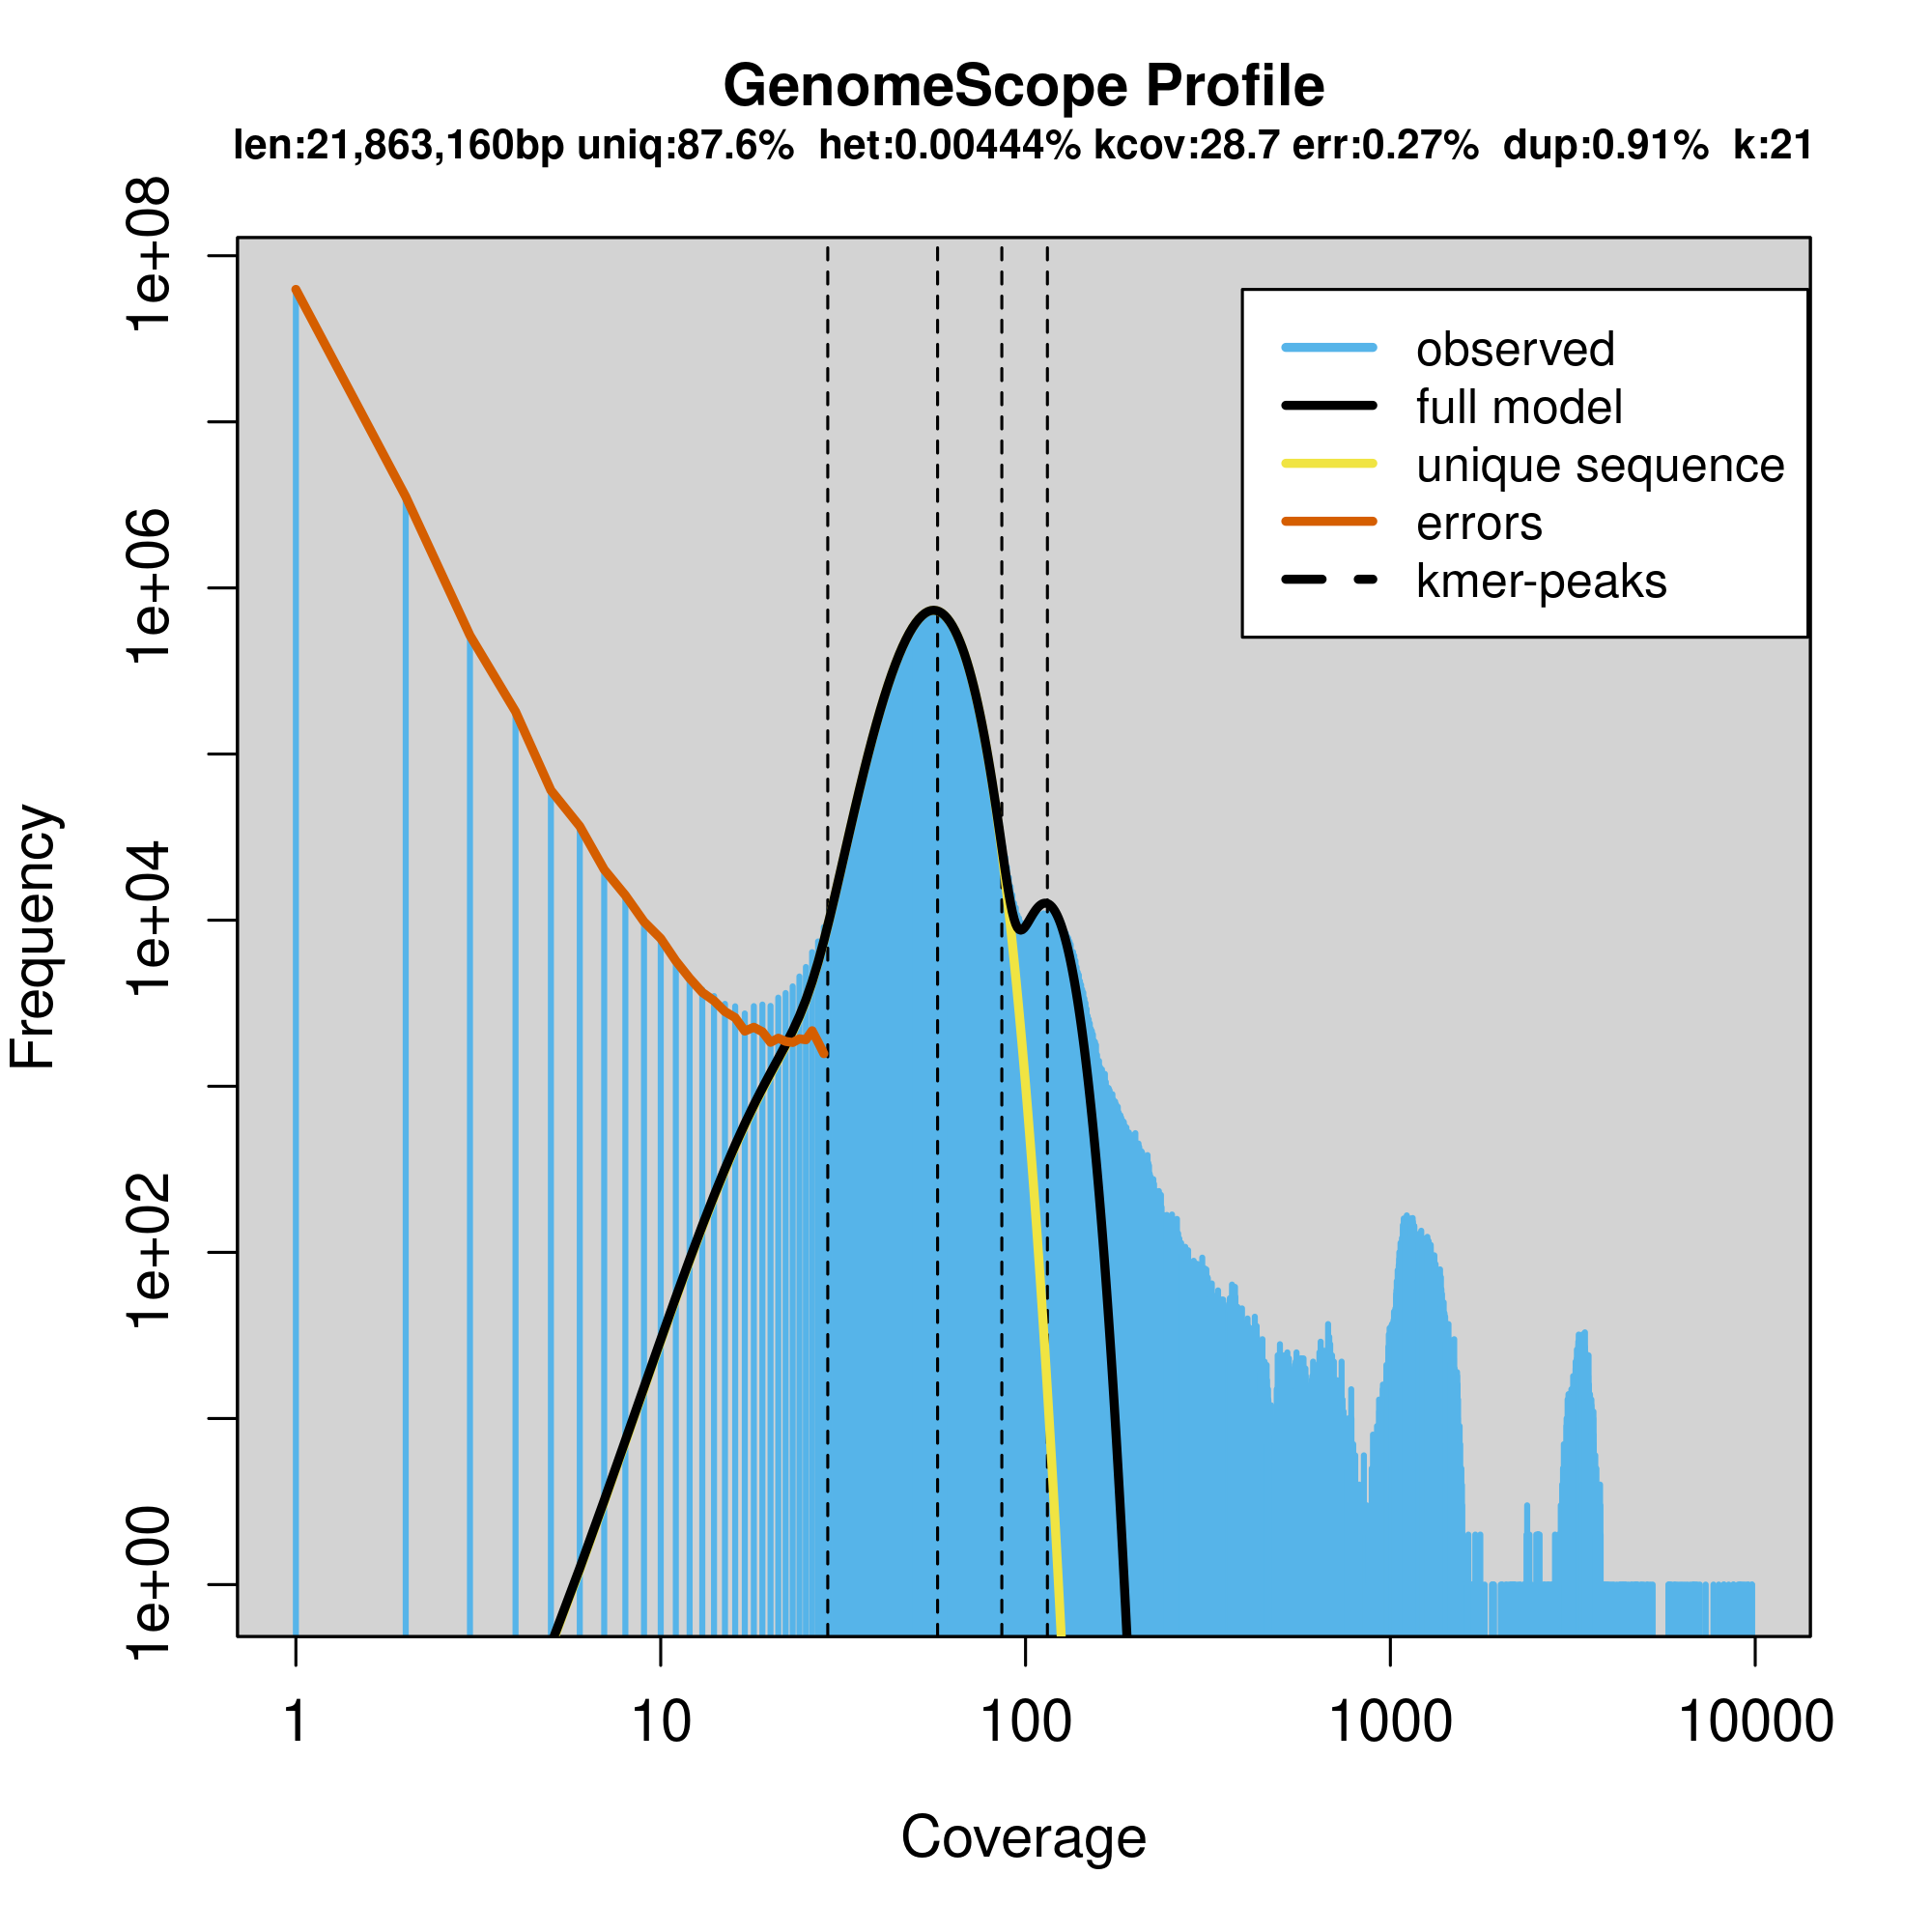 GenomeScope Profile
len:21,863,160bp uniq:87.6% het:0.00444% kcov:28.7 err:0.27% dup:0.91% k:21
1e+08
1e+06
1e+04
1e+02
1e+00
Frequency
observed
full model
unique sequence
errors
kmer-peaks
1 10 100 1000 10000
Coverage